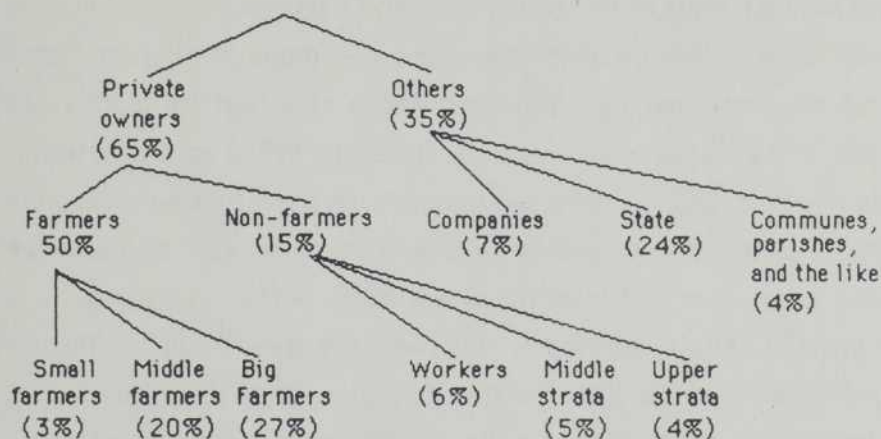 Private
owners
(65%)
Others
(35%)
Farmers
50%
Non-farmers
(15%)
Companies
(7%)
State
(24%)
Communes,
parishes,
and the like
(4%)
Small
farmers
(3%)
Middle
farmers
(20%)
Big
Farmers
(27%)
Workers
(6%)
Middle
strata
(5%)
Upper
strata
(4%)